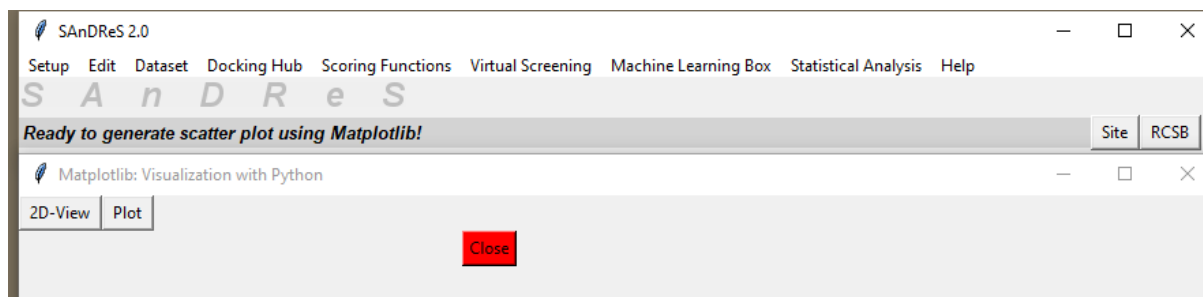 SAnDReS 2.0
Setup Edit Dataset Docking Hub Scoring Functions Virtual Screening Machine Learning Box Statistical Analysis Help
S A n D R e S
Ready to generate scatter plot using Matplotlib! Site RCSB
Matplotlib: Visualization with Python
2D-View Plot
Close